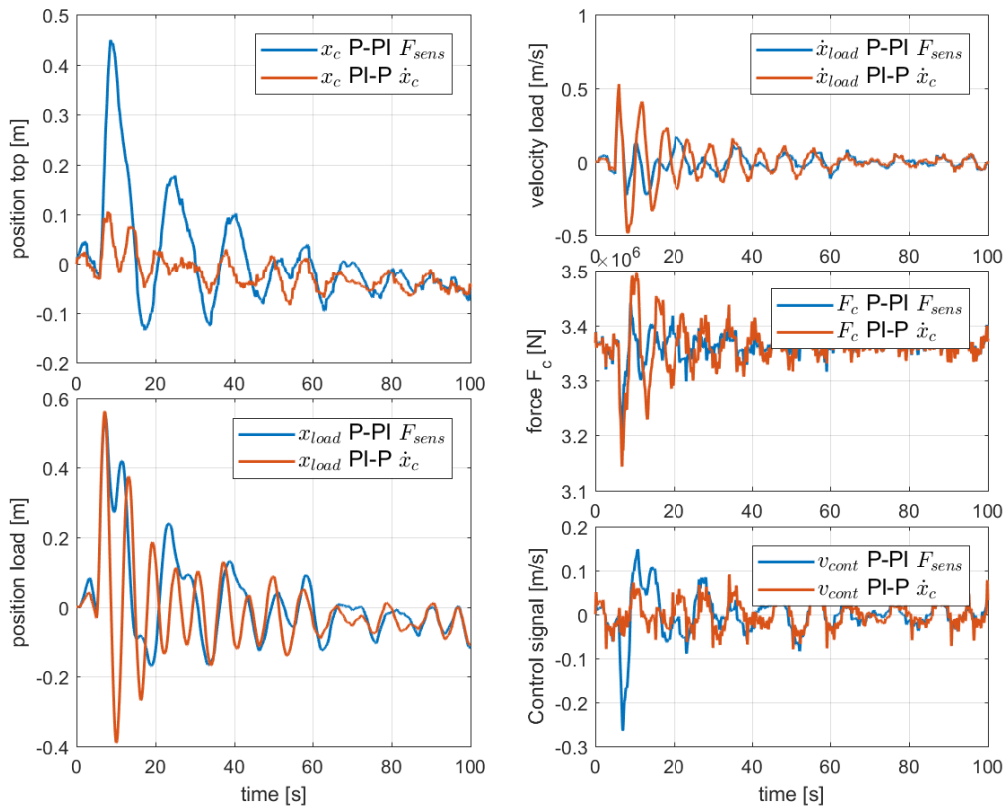 0.5
0.4
0.3
0.2
0.1
0
-0.1
-0.2
position top [m]
x_c P-PI F_sens
x_c PI-P ẋ_c
0 20 40 60 80 100
0.6
0.4
0.2
0
-0.2
-0.4
position load [m]
x_load P-PI F_sens
x_load PI-P ẋ_c
0 20 40 60 80 100
time [s]
1
0.5
0
-0.5
velocity load [m/s]
ẋ_load P-PI F_sens
ẋ_load PI-P ẋ_c
0 20 40 60 80 100
×10^6
3.5
3.4
3.3
3.2
3.1
force F_c [N]
F_c P-PI F_sens
F_c PI-P ẋ_c
0 20 40 60 80 100
0.2
0.1
0
-0.1
-0.2
-0.3
Control signal [m/s]
v_cont P-PI F_sens
v_cont PI-P ẋ_c
0 20 40 60 80 100
time [s]